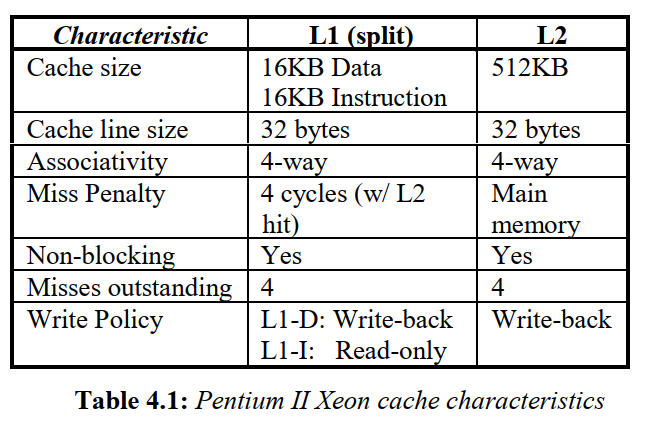 Characteristic L1 (split) L2
Cache size 16KB Data 512KB
16KB Instruction
Cache line size 32 bytes 32 bytes
Associativity 4-way 4-way
Miss Penalty 4 cycles (w/ L2 Main
hit) memory
Non-blocking Yes Yes
Misses outstanding 4 4
Write Policy L1-D: Write-back Write-back
L1-I: Read-only
Table 4.1: Pentium II Xeon cache characteristics